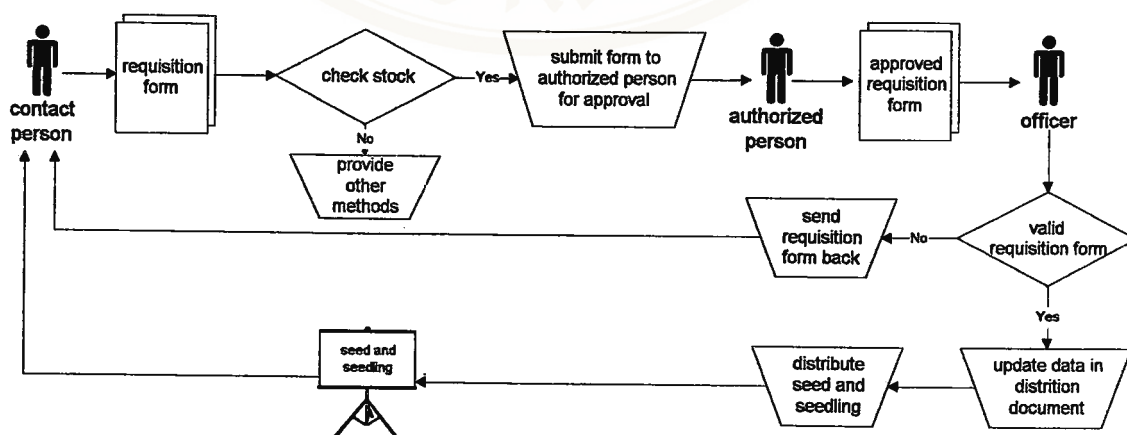 contact
person
requisition
form
check stock
Yes
No
provide
other
methods
submit form to
authorized person
for approval
authorized
person
approved
requisition
form
officer
valid
requisition form
No
send
requisition
form back
Yes
update data in
distrition
document
distribute
seed and
seedling
seed and
seedling